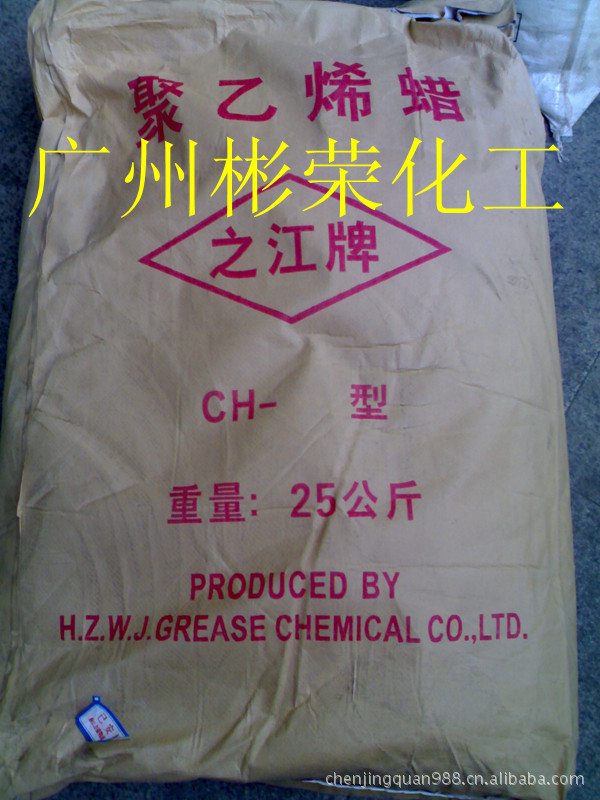 聚乙烯蜡
广州彬荣化工
之江牌
CH- 型
重量: 25公斤
PRODUCED BY
H.Z.W.J.GREASE CHEMICAL CO.,LTD.
chenjingquan988.cn.alibaba.com